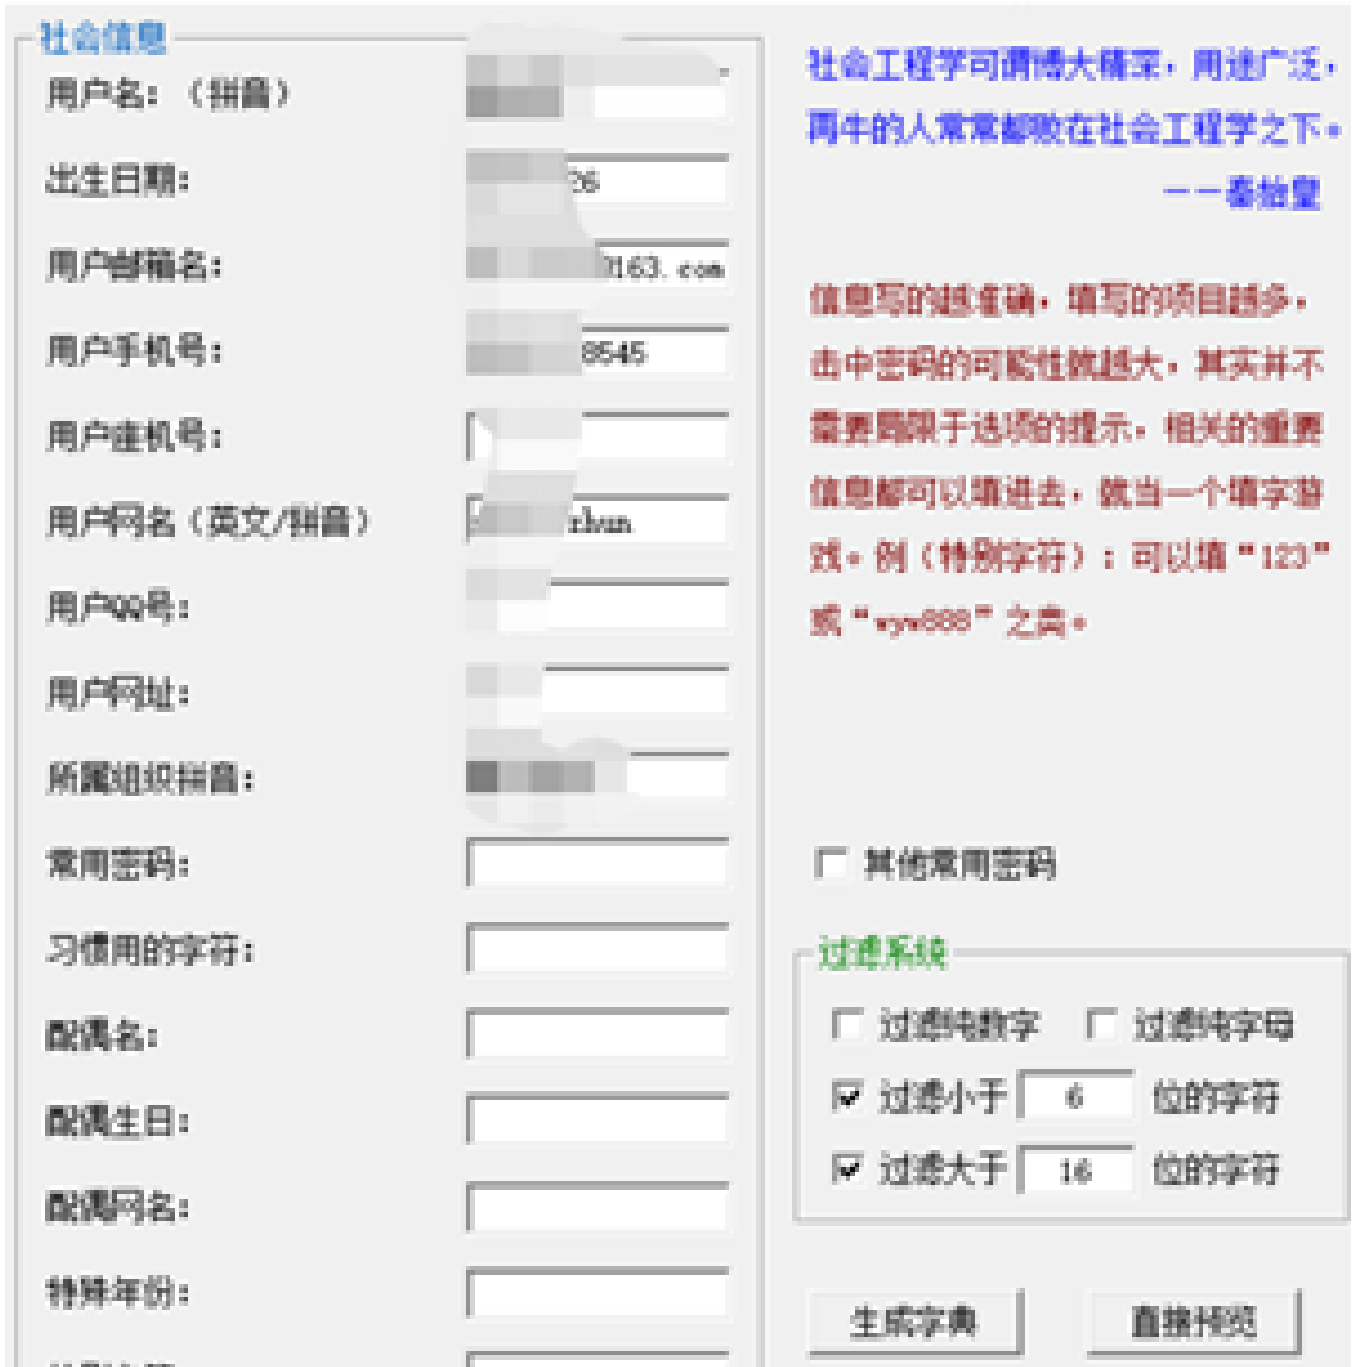 社会信息
用户名：（拼音）
出生日期：
26
用户邮箱名：
163.com
用户手机号：
8545
用户座机号：
用户网名（英文/拼音）
zhun
用户QQ号：
用户网址：
所属组织拼音：
常用密码：
习惯用的字符：
配偶名：
配偶生日：
配偶网名：
特殊年份：
社会工程学可谓博大精深，用途广泛，
再牛的人常常都败在社会工程学之下。
——秦始皇
信息写的越准确，填写的项目越多，
击中密码的可能性就越大，其实并不
需要局限于选项的提示，相关的重要
信息都可以填进去，就当一个填字游
戏。例（特别字符）：可以填“123”
或“wyw888”之类。
其他常用密码
过滤系统
过滤纯数字 过滤纯字母
过滤小于 6 位的字符
过滤大于 16 位的字符
生成字典 直接预览